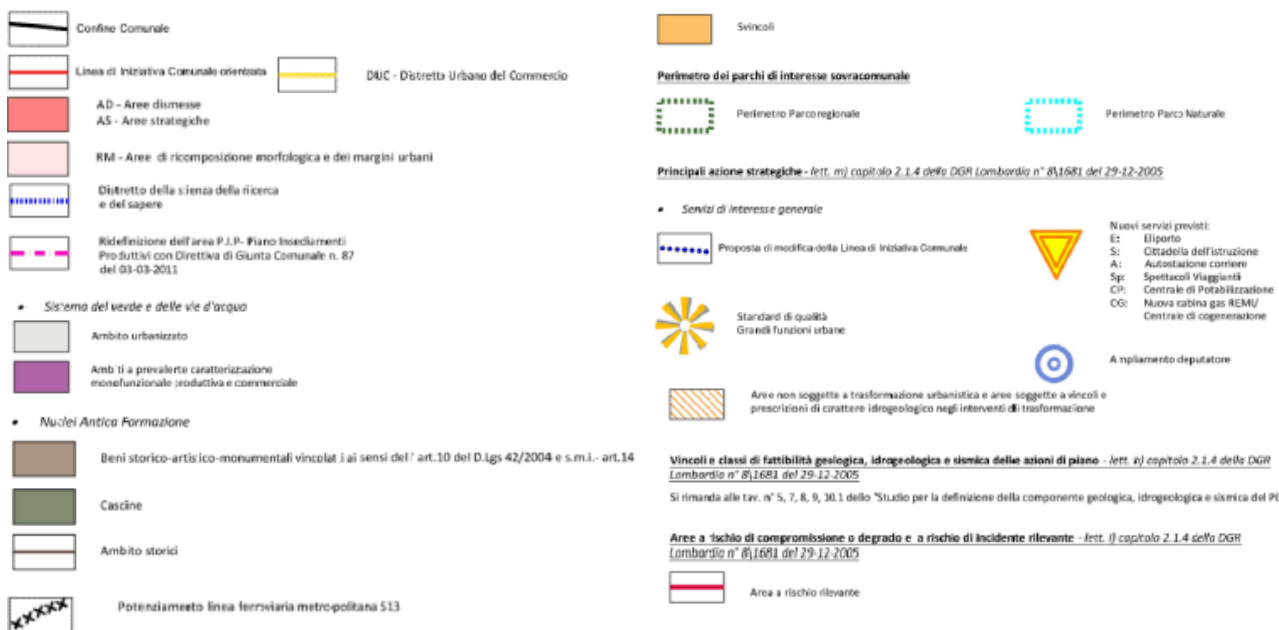 Confine Comunale
Linea di Iniziativa Comunale orientata
DUC - Distretto Urbano del Commercio
AD - Aree dismesse
AS - Aree strategiche
RM - Aree di ricomposizione morfologica e dei margini urbani
Distretto della scienza della ricerca
e del sapere
Ridefinizione dell'area P.I.P- Piano Insediamenti
Produttivi con Direttiva di Giunta Comunale n. 87
del 03-03-2011
• Sistema del verde e delle vie d'acqua
Ambito urbanizzato
Ambiti a prevalente caratterizzazione
monofunzionale produttiva e commerciale
• Nuclei Antica Formazione
Beni storico-artistico-monumentali vincolati ai sensi dell'art.10 del D.Lgs 42/2004 e s.m.i.- art.14
Cascine
Ambito storici
Potenziamento linea ferroviaria metropolitana S13
Svincoli
Perimetro dei parchi di interesse sovracomunale
Perimetro Parco regionale
Perimetro Parco Naturale
Principali azione strategiche - lett. m) capitolo 2.1.4 della DGR Lombardia n° 8\1681 del 29-12-2005
• Servizi di interesse generale
Proposta di modifica della Linea di Iniziativa Comunale
Nuovi servizi previsti:
E: Eliporto
S: Cittadella dell'istruzione
A: Autostazione corriere
Sp: Spettacoli Viaggianti
CP: Centrale di Potabilizzazione
CG: Nuova cabina gas REMI/
Centrale di cogenerazione
Standard di qualità
Grandi funzioni urbane
Ampliamento deputatore
Aree non soggette a trasformazione urbanistica e aree soggette a vincoli e
prescrizioni di carattere idrogeologico negli interventi di trasformazione
Vincoli e classi di fattibilità geologica, idrogeologica e sismica delle azioni di piano - lett. h) capitolo 2.1.4 della DGR
Lombardia n° 8\1681 del 29-12-2005
Si rimanda alle tav. n° 5, 7, 8, 9, 10.1 dello "Studio per la definizione della componente geologica, idrogeologica e sismica del
Aree a rischio di compromissione o degrado e a rischio di incidente rilevante - lett. i) capitolo 2.1.4 della DGR
Lombardia n° 8\1681 del 29-12-2005
Area a rischio rilevante